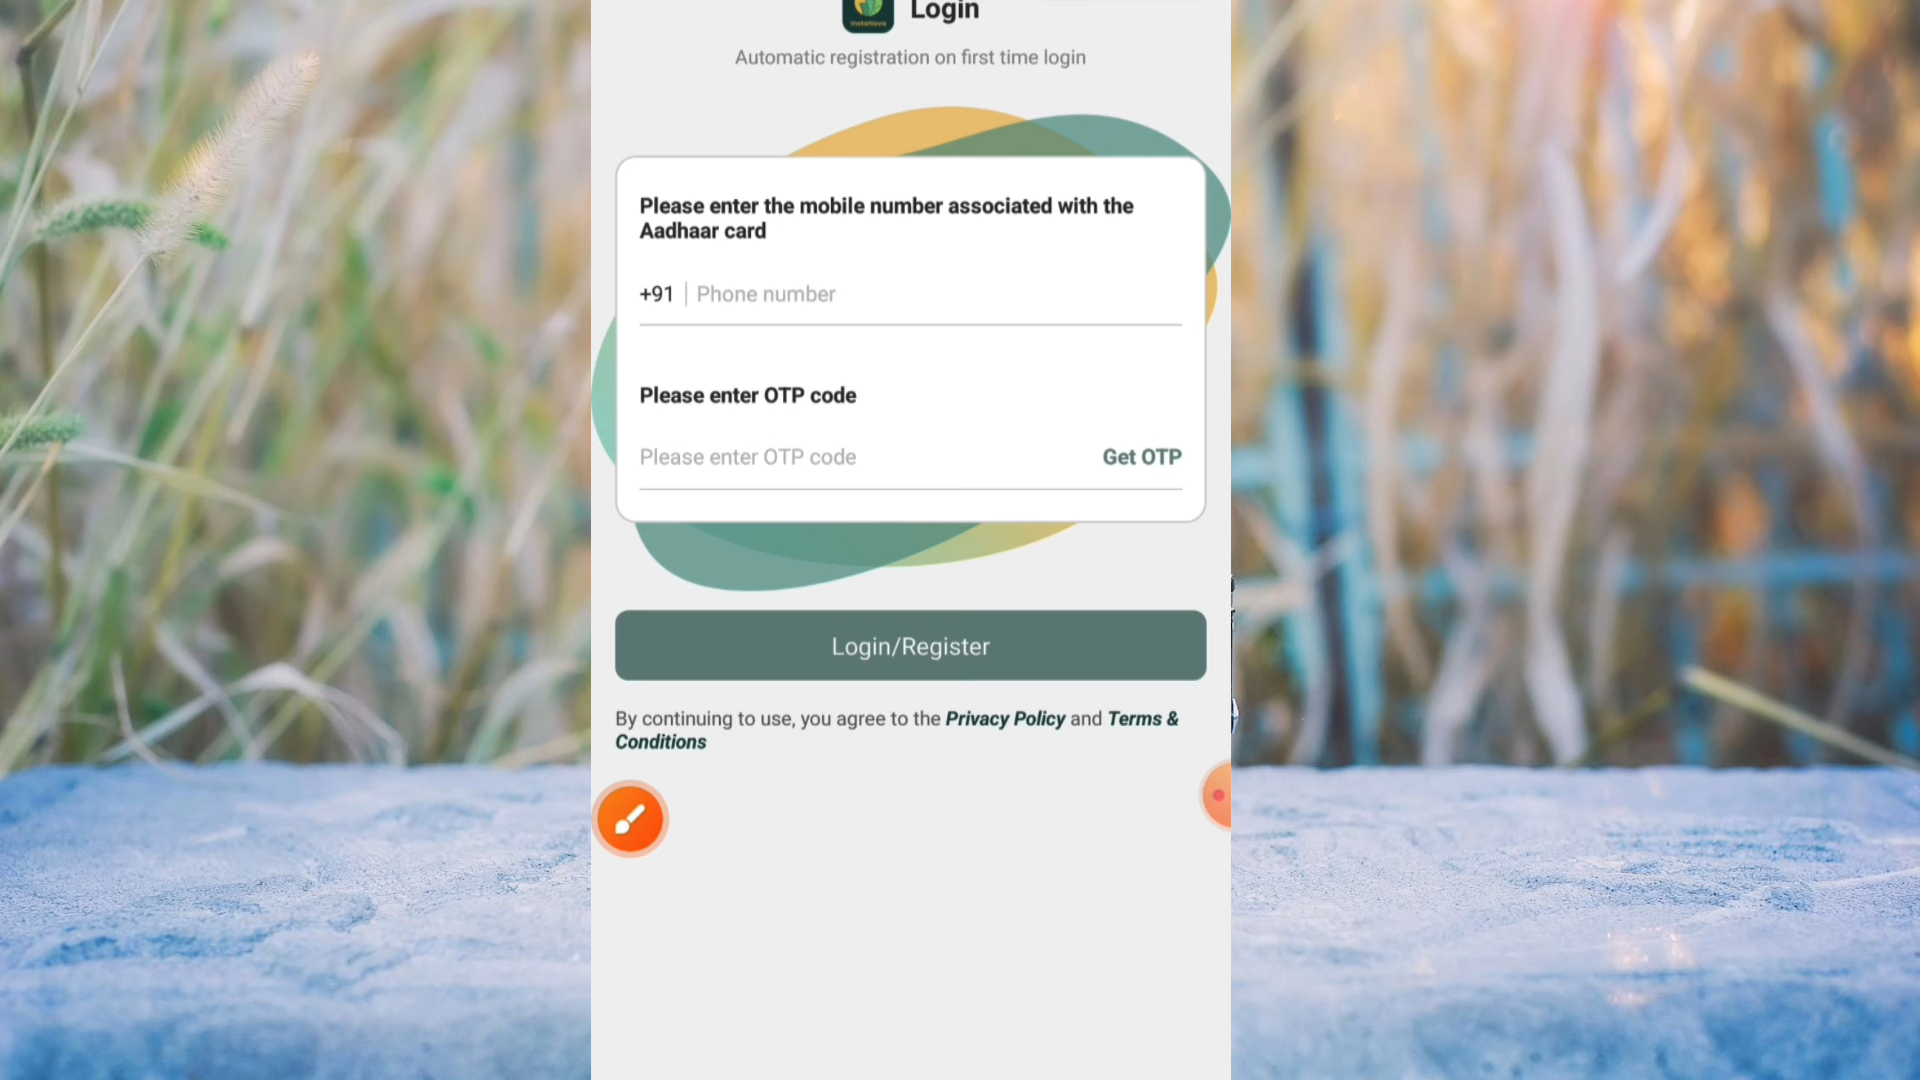 InstaNova
Login
Automatic registration on first time login
Please enter the mobile number associated with the
Aadhaar card
+91 Phone number
Please enter OTP code
Please enter OTP code Get OTP
Login/Register
By continuing to use, you agree to the Privacy Policy and Terms &
Conditions